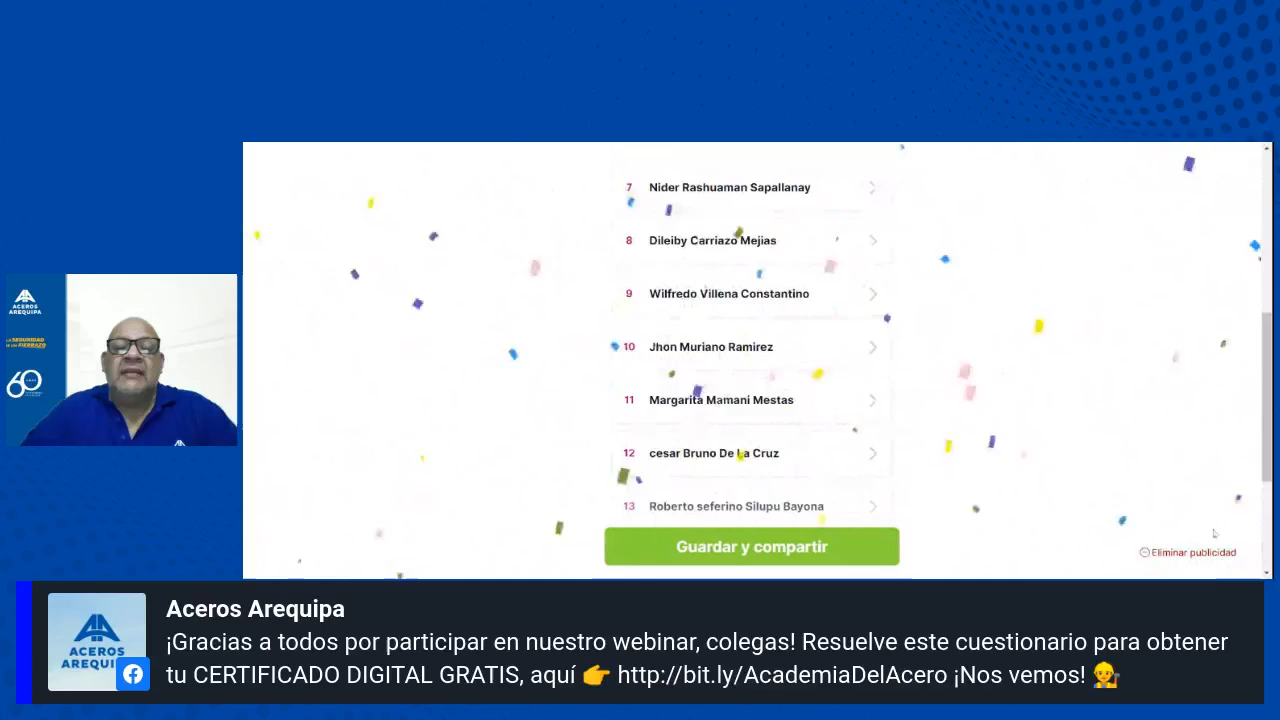 7 Nider Rashuaman Sapallanay
8 Dileiby Carriazo Mejias
9 Wilfredo Villena Constantino
10 Jhon Muriano Ramirez
11 Margarita Mamani Mestas
12 cesar Bruno De La Cruz
13 Roberto seferino Silupu Bayona
Guardar y compartir
Eliminar publicidad
ACEROS
AREQUIPA
60
Aceros Arequipa
¡Gracias a todos por participar en nuestro webinar, colegas! Resuelve este cuestionario para obtener
tu CERTIFICADO DIGITAL GRATIS, aquí 👉 http://bit.ly/AcademiaDelAcero ¡Nos vemos! 👷
ACEROS